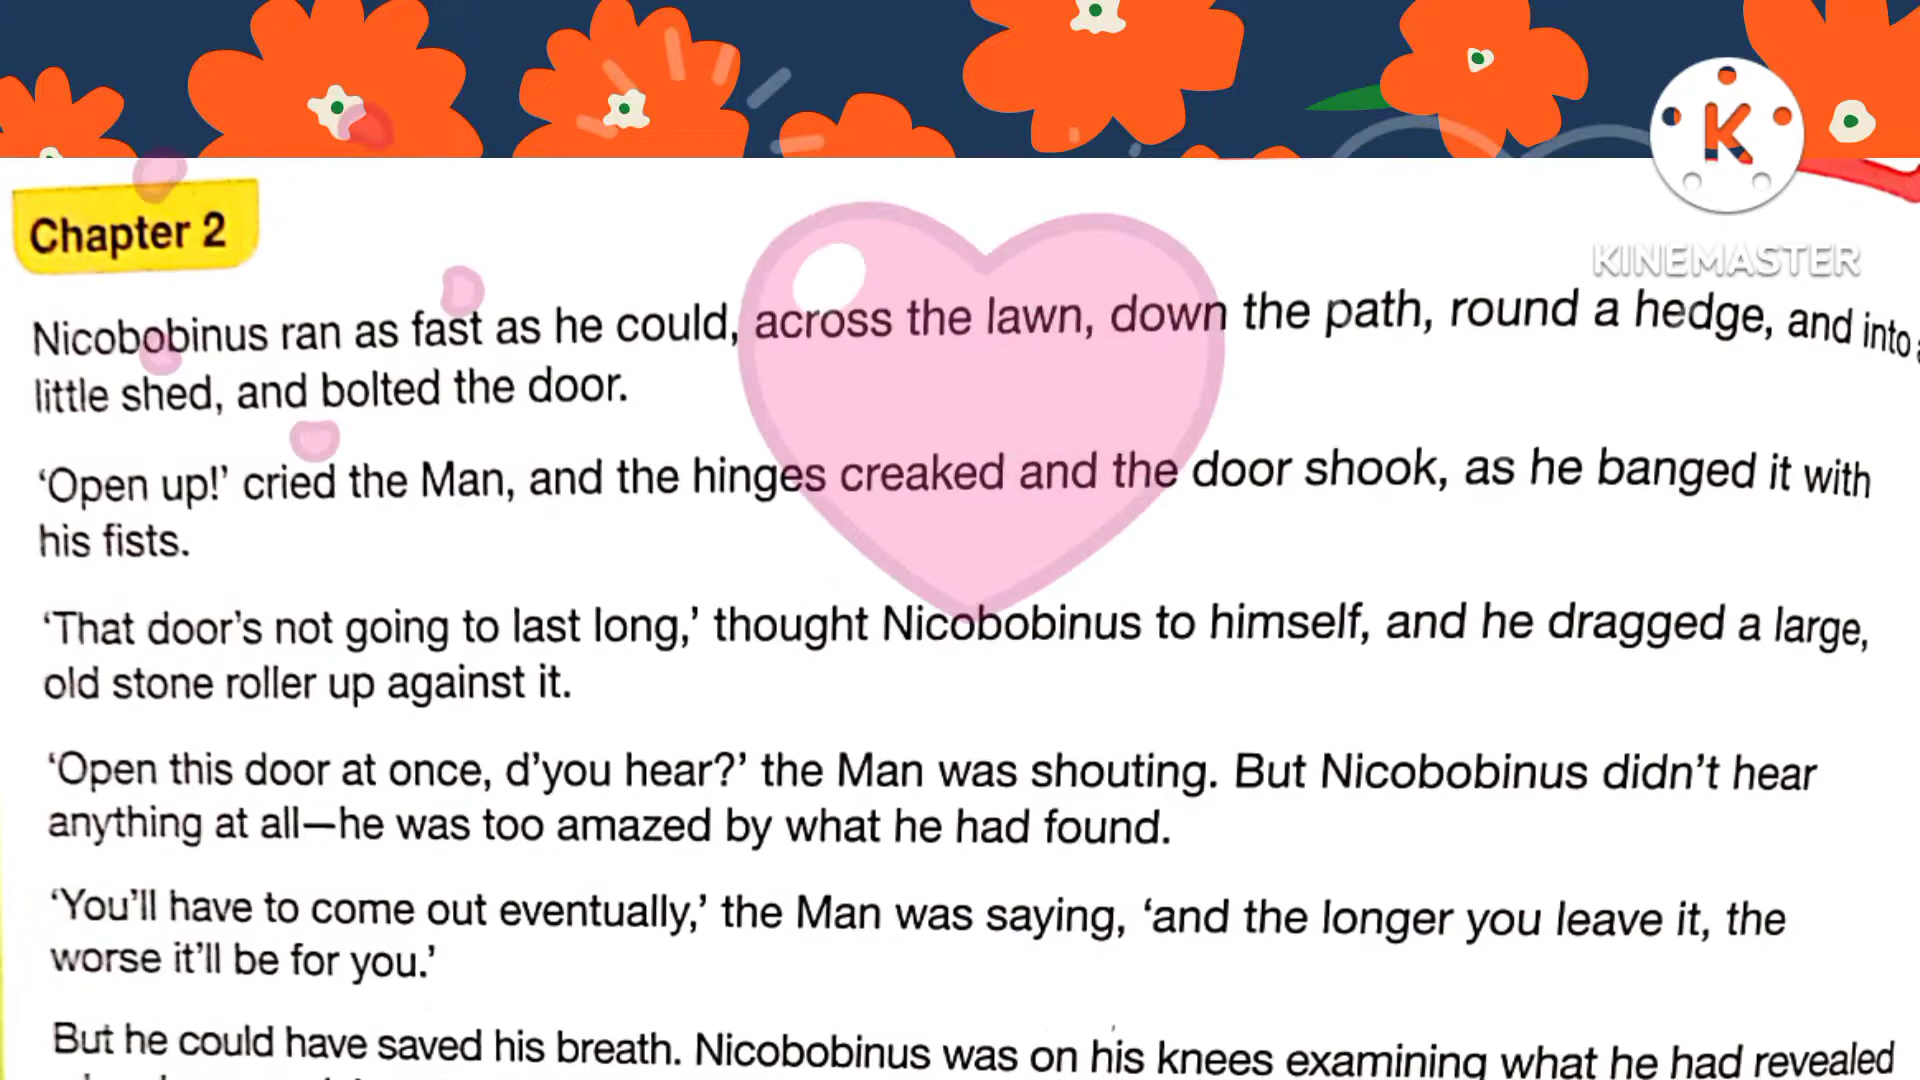 KINEMASTER
Chapter 2
Nicobobinus ran as fast as he could, across the lawn, down the path, round a hedge, and into
little shed, and bolted the door.
‘Open up!’ cried the Man, and the hinges creaked and the door shook, as he banged it with
his fists.
‘That door’s not going to last long,’ thought Nicobobinus to himself, and he dragged a large,
old stone roller up against it.
‘Open this door at once, d’you hear?’ the Man was shouting. But Nicobobinus didn’t hear
anything at all—he was too amazed by what he had found.
‘You’ll have to come out eventually,’ the Man was saying, ‘and the longer you leave it, the
worse it’ll be for you.’
But he could have saved his breath. Nicobobinus was on his knees examining what he had revealed